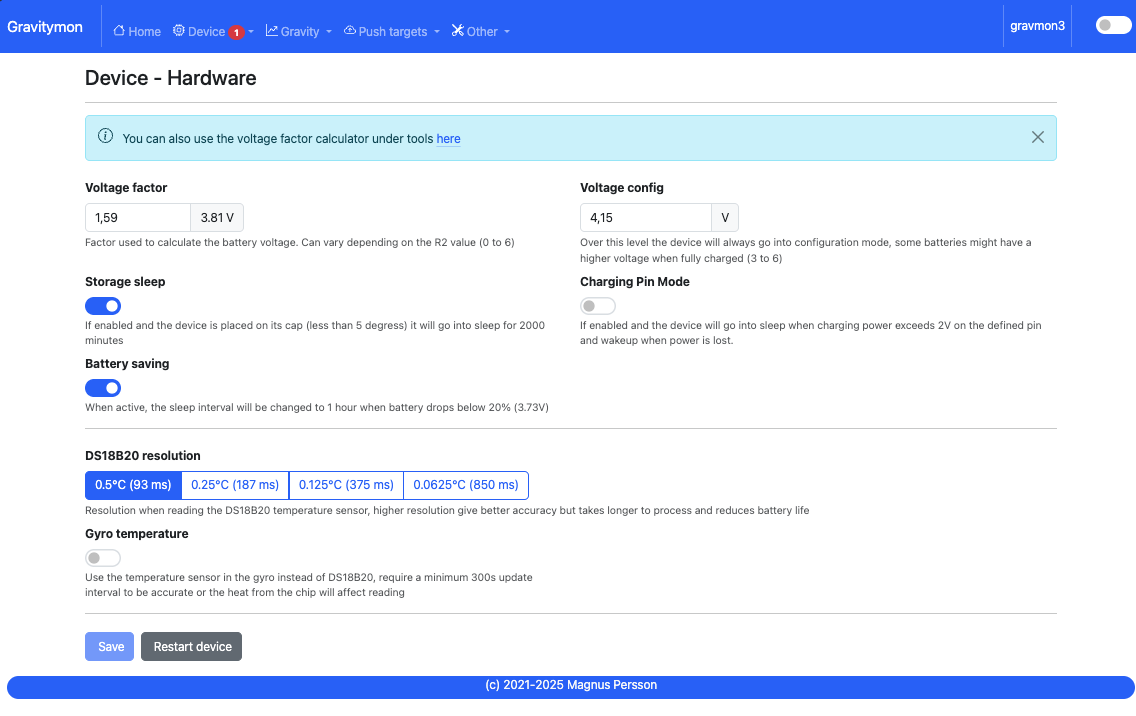 Gravitymon
Home
Device 1
Gravity
Push targets
Other
gravmon3
Device - Hardware
You can also use the voltage factor calculator under tools here
Voltage factor
1,59 3.81 V
Factor used to calculate the battery voltage. Can vary depending on the R2 value (0 to 6)
Voltage config
4,15 V
Over this level the device will always go into configuration mode, some batteries might have a
higher voltage when fully charged (3 to 6)
Storage sleep
If enabled and the device is placed on its cap (less than 5 degress) it will go into sleep for 2000
minutes
Charging Pin Mode
If enabled and the device will go into sleep when charging power exceeds 2V on the defined pin
and wakeup when power is lost.
Battery saving
When active, the sleep interval will be changed to 1 hour when battery drops below 20% (3.73V)
DS18B20 resolution
0.5°C (93 ms) 0.25°C (187 ms) 0.125°C (375 ms) 0.0625°C (850 ms)
Resolution when reading the DS18B20 temperature sensor, higher resolution give better accuracy but takes longer to process and reduces battery life
Gyro temperature
Use the temperature sensor in the gyro instead of DS18B20, require a minimum 300s update
interval to be accurate or the heat from the chip will affect reading
Save Restart device
(c) 2021-2025 Magnus Persson